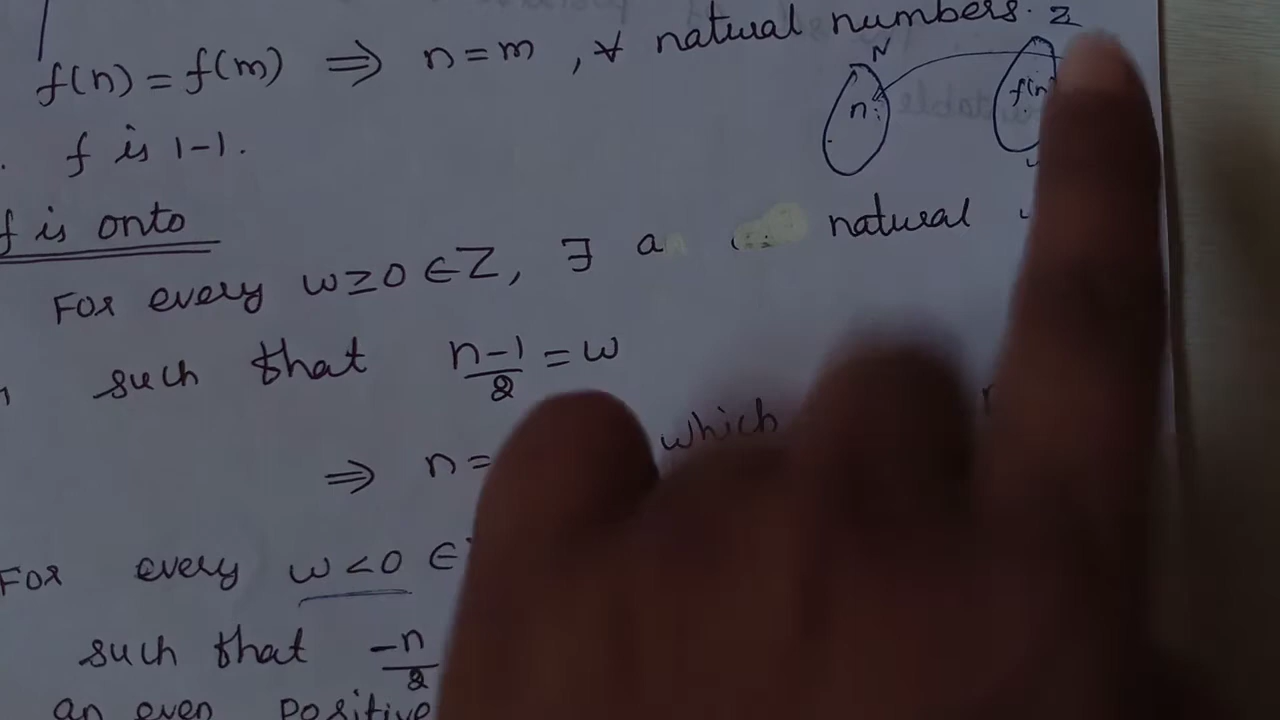 f(n) = f(m) ⇒ n = m , ∀ natural numbers.
N Z
n f(n)
f is 1-1.
f is onto
For every w ≥ 0 ∈ Z, ∃ a natural
such that n-1/2 = w
⇒ n = which
For every w < 0 ∈
such that -n/2
an even positive